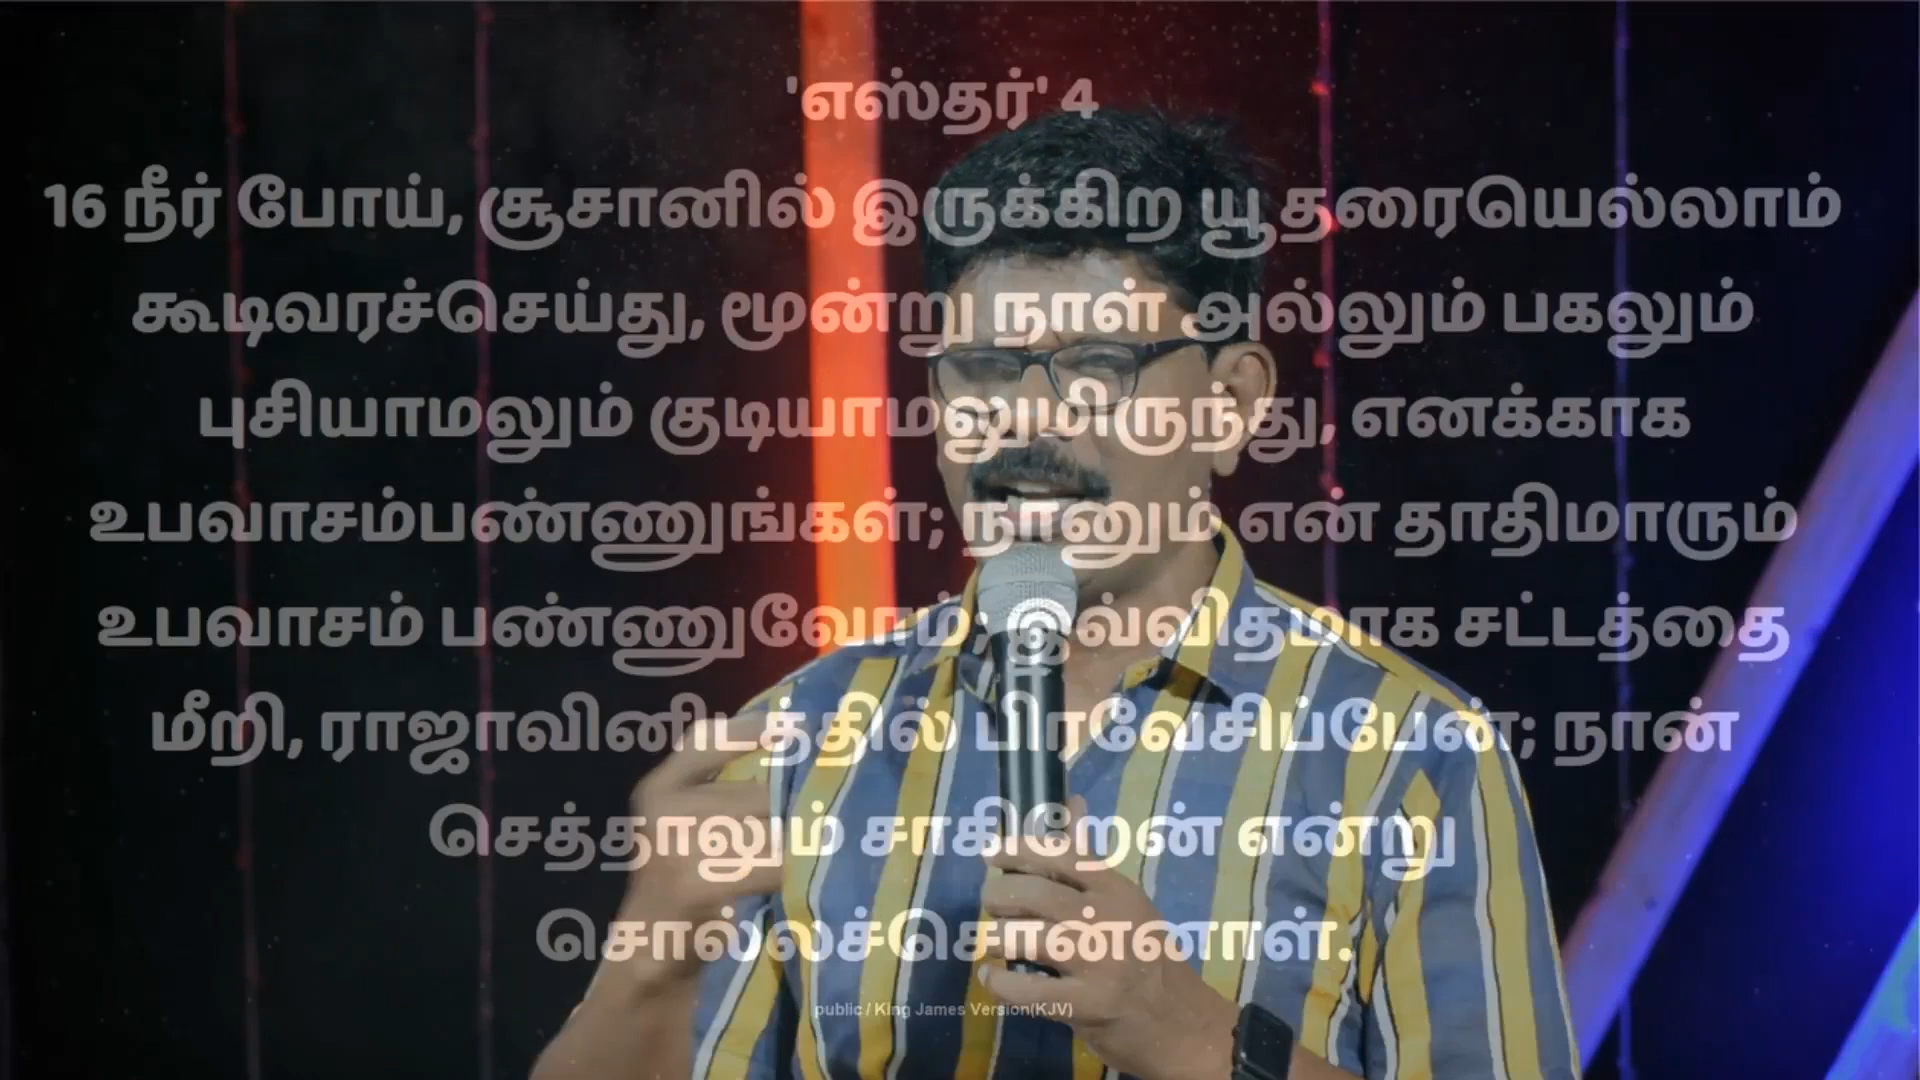 'எஸ்தர்' 4
16 நீர் போய், சூசானில் இருக்கிற யூதரையெல்லாம்
கூடிவரச்செய்து, மூன்று நாள் அல்லும் பகலும்
புசியாமலும் குடியாமலுமிருந்து, எனக்காக
உபவாசம்பண்ணுங்கள்; நானும் என் தாதிமாரும்
உபவாசம் பண்ணுவோம்; இவ்விதமாக சட்டத்தை
மீறி, ராஜாவினிடத்தில் பிரவேசிப்பேன்; நான்
செத்தாலும் சாகிறேன் என்று
சொல்லச்சொன்னாள்.
public / King James Version(KJV)